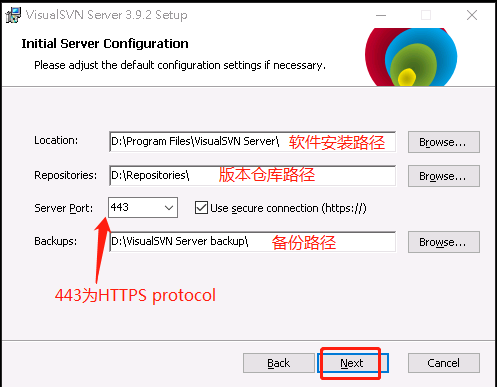 VisualSVN Server 3.9.2 Setup
Initial Server Configuration
Please adjust the default configuration settings if necessary.
Location: D:\Program Files\VisualSVN Server\ 软件安装路径 Browse...
Repositories: D:\Repositories\ 版本仓库路径 Browse...
Server Port: 443 Use secure connection (https://)
Backups: D:\VisualSVN Server backup\ 备份路径 Browse...
443为HTTPS protocol
Back Next Cancel